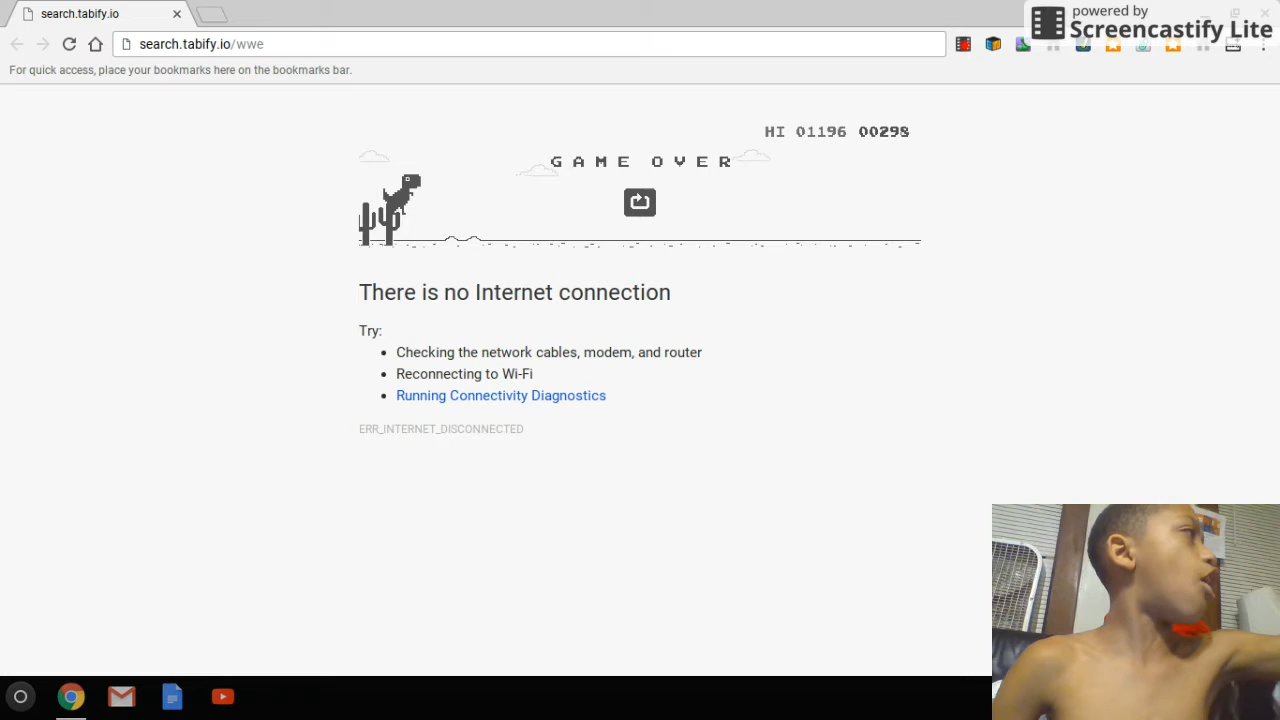 search.tabify.io
powered by
Screencastify Lite
search.tabify.io/wwe
For quick access, place your bookmarks here on the bookmarks bar.
HI 01196 00298
GAME OVER
There is no Internet connection
Try:
Checking the network cables, modem, and router
Reconnecting to Wi-Fi
Running Connectivity Diagnostics
ERR_INTERNET_DISCONNECTED